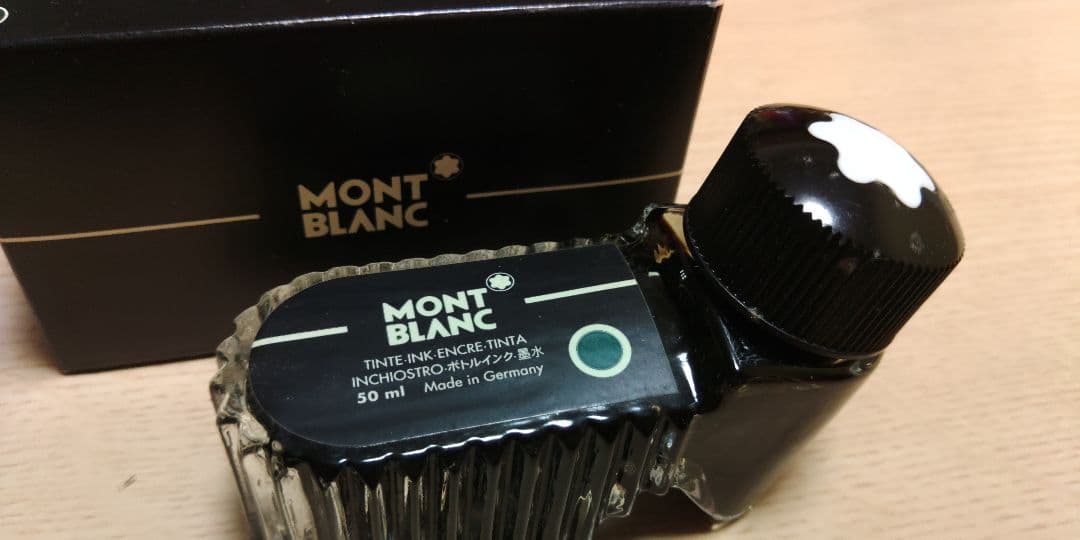 MONT
BLANC
MONT
BLANC
TINTE·INK·ENCRE·TINTA
INCHIOSTRO·ボトルインク·墨水
50 ml Made in Germany